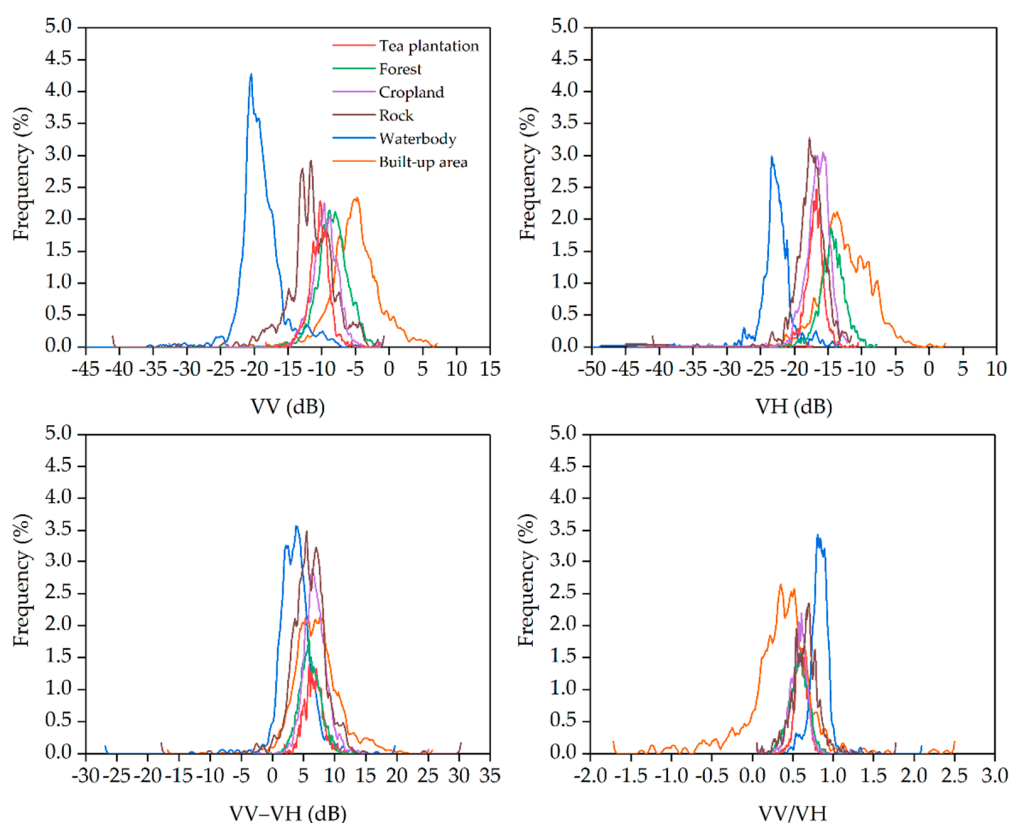 5.0
4.5
4.0
3.5
3.0
2.5
2.0
1.5
1.0
0.5
0.0
Frequency (%)
-45 -40 -35 -30 -25 -20 -15 -10 -5 0 5 10 15
VV (dB)
Tea plantation
Forest
Cropland
Rock
Waterbody
Built-up area
5.0
4.5
4.0
3.5
3.0
2.5
2.0
1.5
1.0
0.5
0.0
Frequency (%)
-50 -45 -40 -35 -30 -25 -20 -15 -10 -5 0 5 10
VH (dB)
5.0
4.5
4.0
3.5
3.0
2.5
2.0
1.5
1.0
0.5
0.0
Frequency (%)
-30 -25 -20 -15 -10 -5 0 5 10 15 20 25 30 35
VV–VH (dB)
5.0
4.5
4.0
3.5
3.0
2.5
2.0
1.5
1.0
0.5
0.0
Frequency (%)
-2.0 -1.5 -1.0 -0.5 0.0 0.5 1.0 1.5 2.0 2.5 3.0
VV/VH